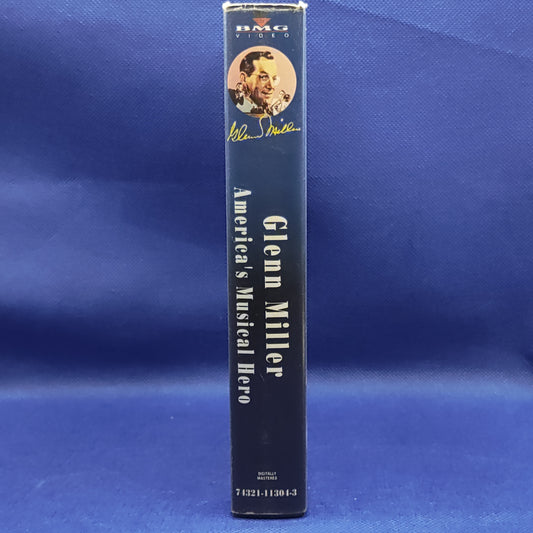 BMG
VIDEO
Glenn Miller
Glenn Miller
America's Musical Hero
DIGITALLY
MASTERED
74321-11304-3